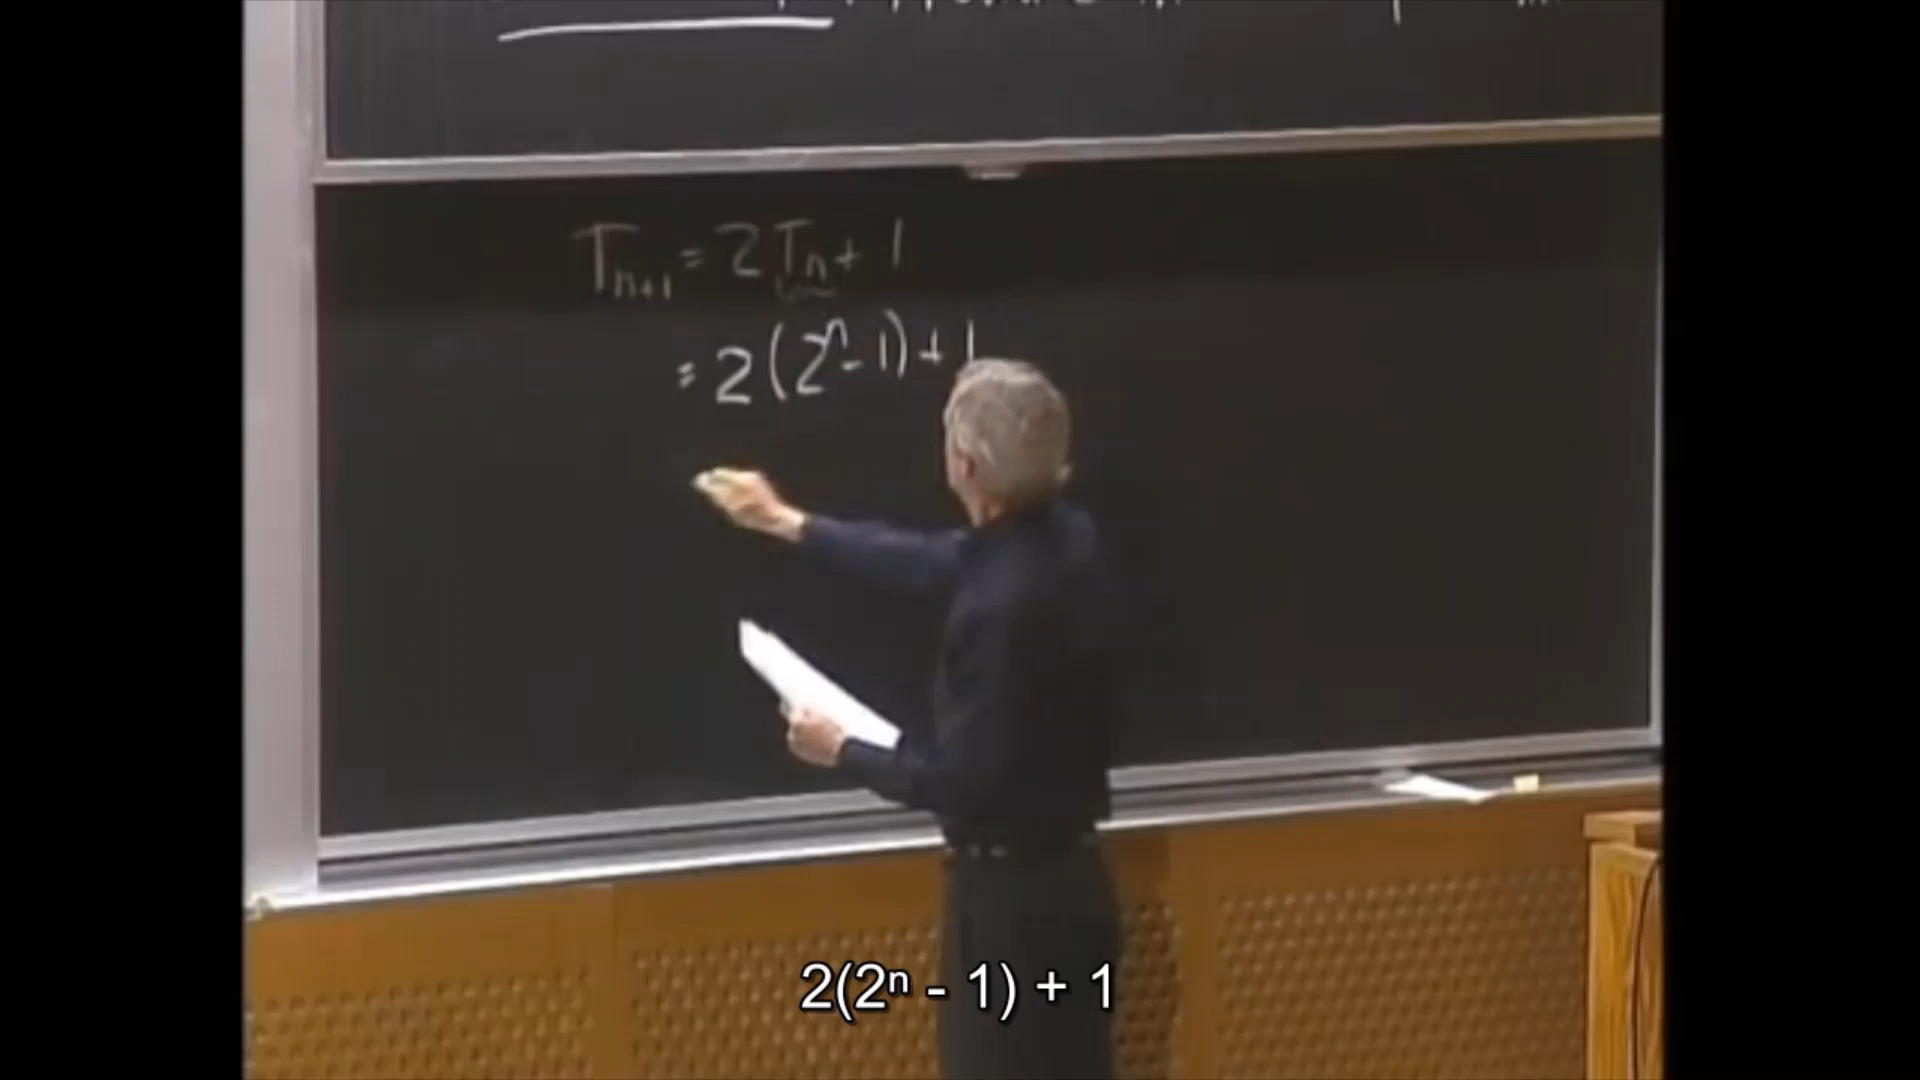 Tₙ₊₁ = 2Tₙ + 1
= 2(2ⁿ - 1) + 1
2(2ⁿ - 1) + 1